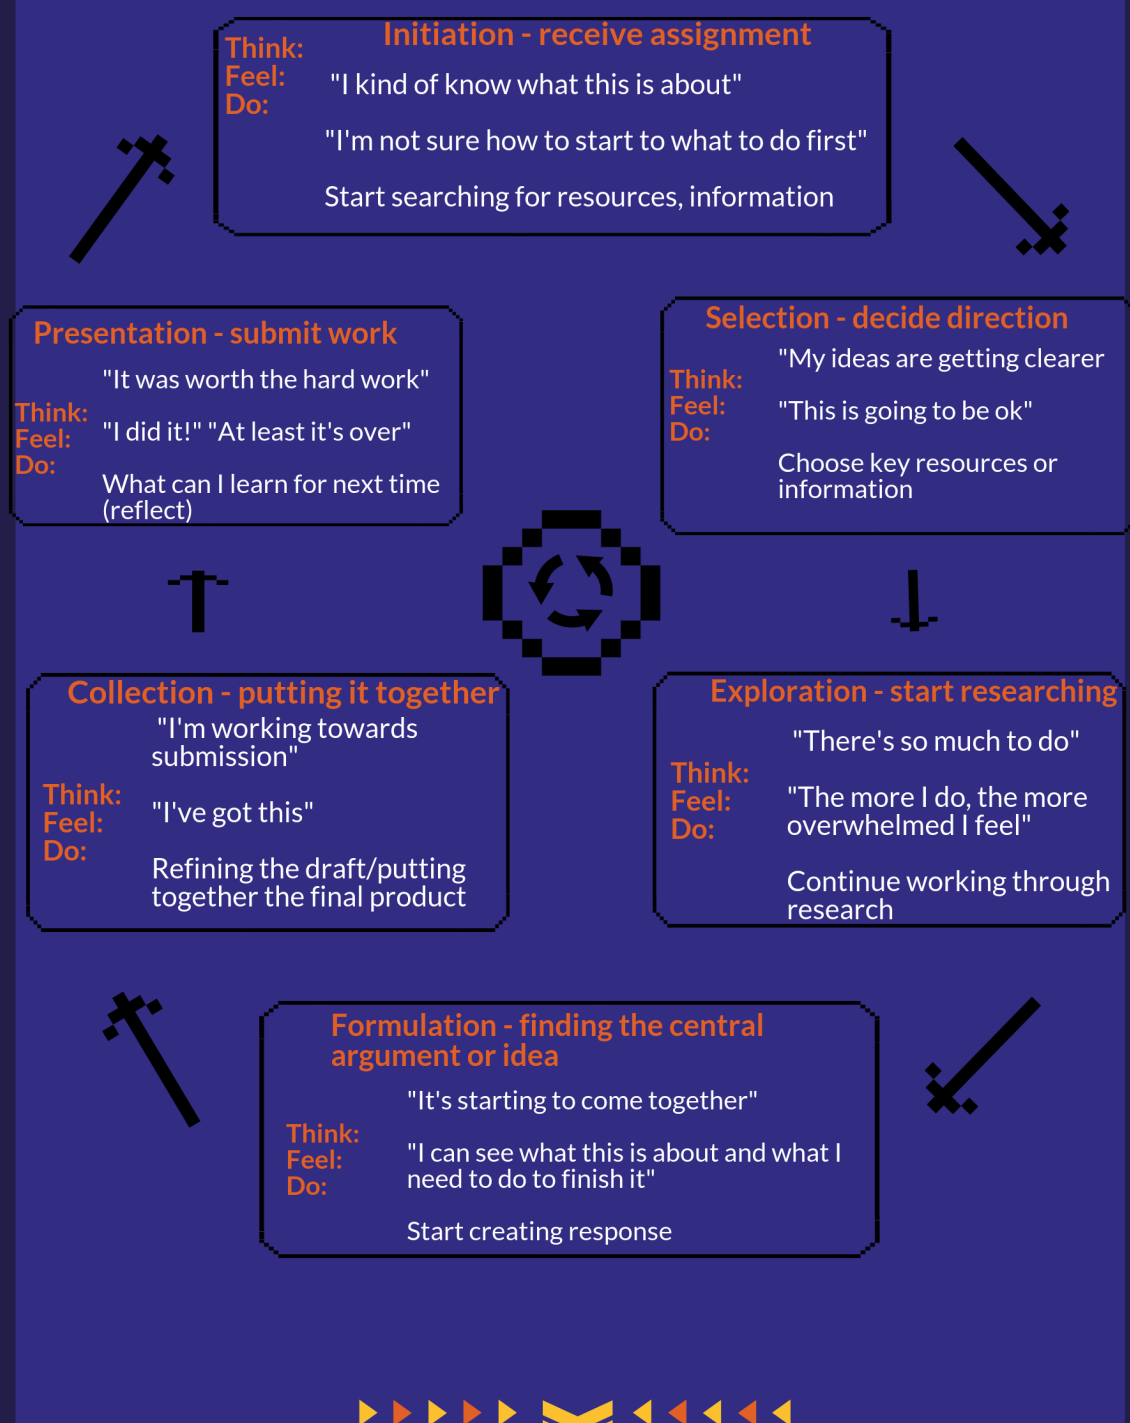 Initiation - receive assignment
Think:
Feel:
Do:
"I kind of know what this is about"
"I'm not sure how to start to what to do first"
Start searching for resources, information
Selection - decide direction
Think:
Feel:
Do:
"My ideas are getting clearer
"This is going to be ok"
Choose key resources or
information
Exploration - start researching
Think:
Feel:
Do:
"There's so much to do"
"The more I do, the more
overwhelmed I feel"
Continue working through
research
Formulation - finding the central
argument or idea
Think:
Feel:
Do:
"It's starting to come together"
"I can see what this is about and what I
need to do to finish it"
Start creating response
Collection - putting it together
Think:
Feel:
Do:
"I'm working towards
submission"
"I've got this"
Refining the draft/putting
together the final product
Presentation - submit work
Think:
Feel:
Do:
"It was worth the hard work"
"I did it!" "At least it's over"
What can I learn for next time
(reflect)